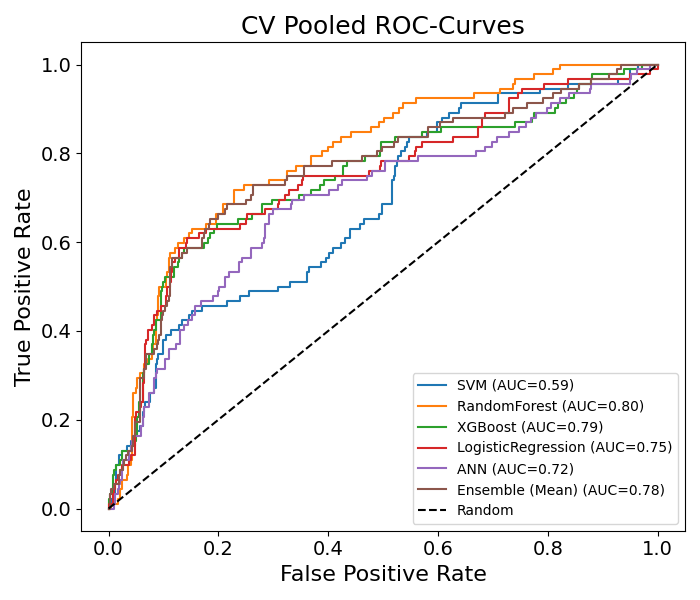 CV Pooled ROC-Curves
True Positive Rate
1.0
0.8
0.6
0.4
0.2
0.0
SVM (AUC=0.59)
RandomForest (AUC=0.80)
XGBoost (AUC=0.79)
LogisticRegression (AUC=0.75)
ANN (AUC=0.72)
Ensemble (Mean) (AUC=0.78)
Random
0.0 0.2 0.4 0.6 0.8 1.0
False Positive Rate